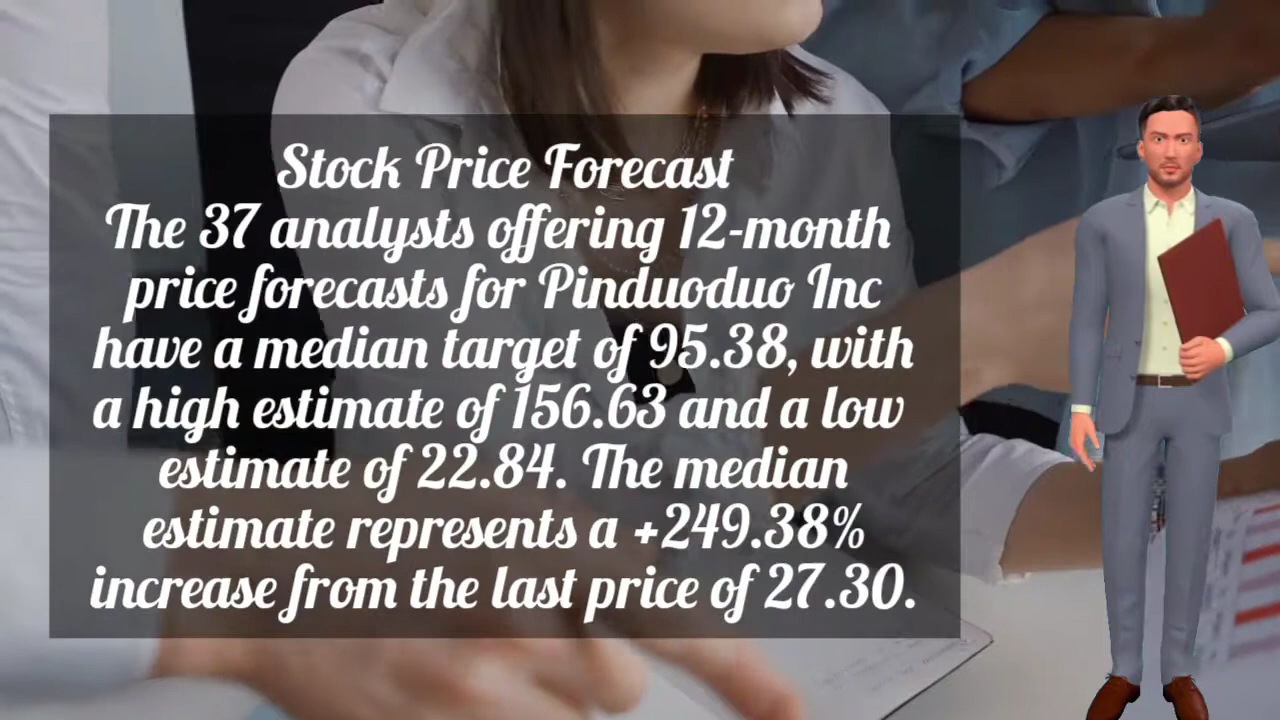 Stock Price Forecast
The 37 analysts offering 12-month
price forecasts for Pinduoduo Inc
have a median target of 95.38, with
a high estimate of 156.63 and a low
estimate of 22.84. The median
estimate represents a +249.38%
increase from the last price of 27.30.